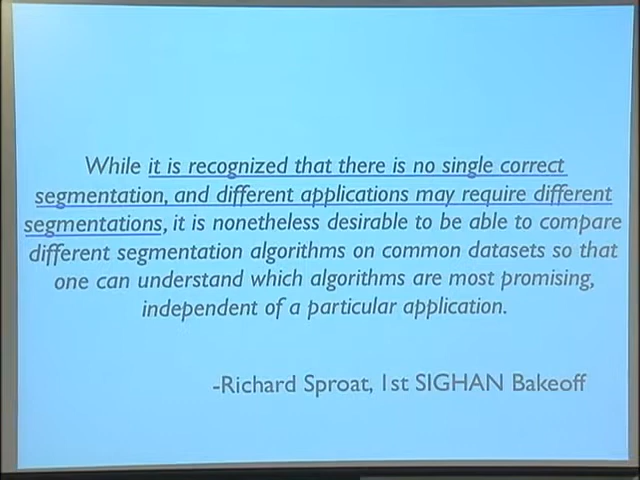 While it is recognized that there is no single correct
segmentation, and different applications may require different
segmentations, it is nonetheless desirable to be able to compare
different segmentation algorithms on common datasets so that
one can understand which algorithms are most promising,
independent of a particular application.
-Richard Sproat, 1st SIGHAN Bakeoff